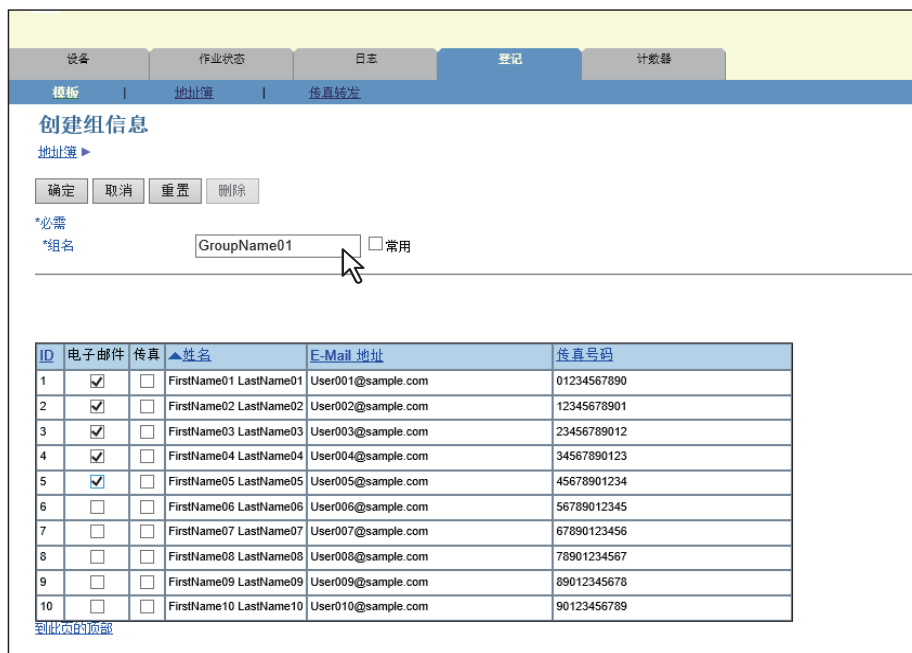 设备 作业状态 日志 登记 计数器
模板 | 地址簿 | 传真转发
创建组信息
地址簿 ▶
确定 取消 重置 删除
*必需
*组名 GroupName01 常用
ID 电子邮件 传真 ▲姓名 E-Mail 地址 传真号码
1 FirstName01 LastName01 User001@sample.com 01234567890
2 FirstName02 LastName02 User002@sample.com 12345678901
3 FirstName03 LastName03 User003@sample.com 23456789012
4 FirstName04 LastName04 User004@sample.com 34567890123
5 FirstName05 LastName05 User005@sample.com 45678901234
6 FirstName06 LastName06 User006@sample.com 56789012345
7 FirstName07 LastName07 User007@sample.com 67890123456
8 FirstName08 LastName08 User008@sample.com 78901234567
9 FirstName09 LastName09 User009@sample.com 89012345678
10 FirstName10 LastName10 User010@sample.com 90123456789
到此页的顶部